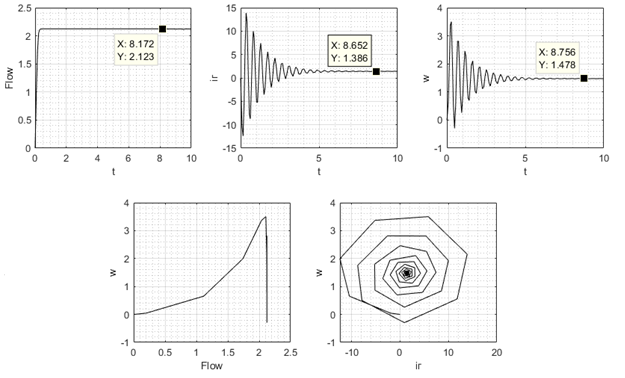 2.5
2
1.5
1
0.5
0
Flow
0 2 4 6 8 10
t
X: 8.172
Y: 2.123
15
10
5
0
-5
-10
-15
ir
0 5 10
t
X: 8.652
Y: 1.386
4
3
2
1
0
-1
w
0 5 10
t
X: 8.756
Y: 1.478
4
3
2
1
0
-1
w
0 0.5 1 1.5 2 2.5
Flow
4
3
2
1
0
-1
w
-10 0 10 20
ir